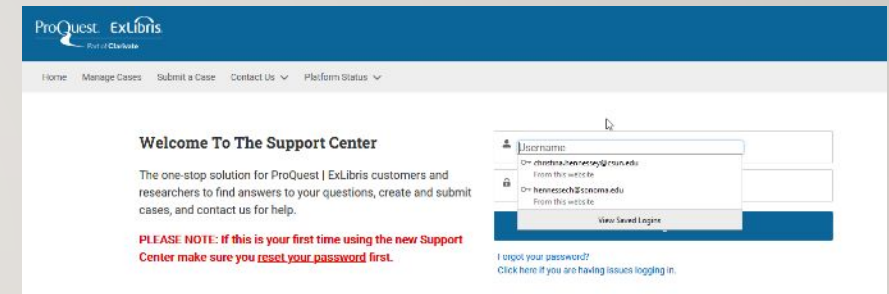 ProQuest ExLibris
Part of Clarivate
Home Manage Cases Submit a Case Contact Us Platform Status
Welcome To The Support Center
The one-stop solution for ProQuest | ExLibris customers and
researchers to find answers to your questions, create and submit
cases, and contact us for help.
PLEASE NOTE: If this is your first time using the new Support
Center make sure you reset your password first.
Username
christina.hennessey@csun.edu
From this website
hennessech@sonoma.edu
From this website
View Saved Logins
Forgot your password?
Click here if you are having issues logging in.